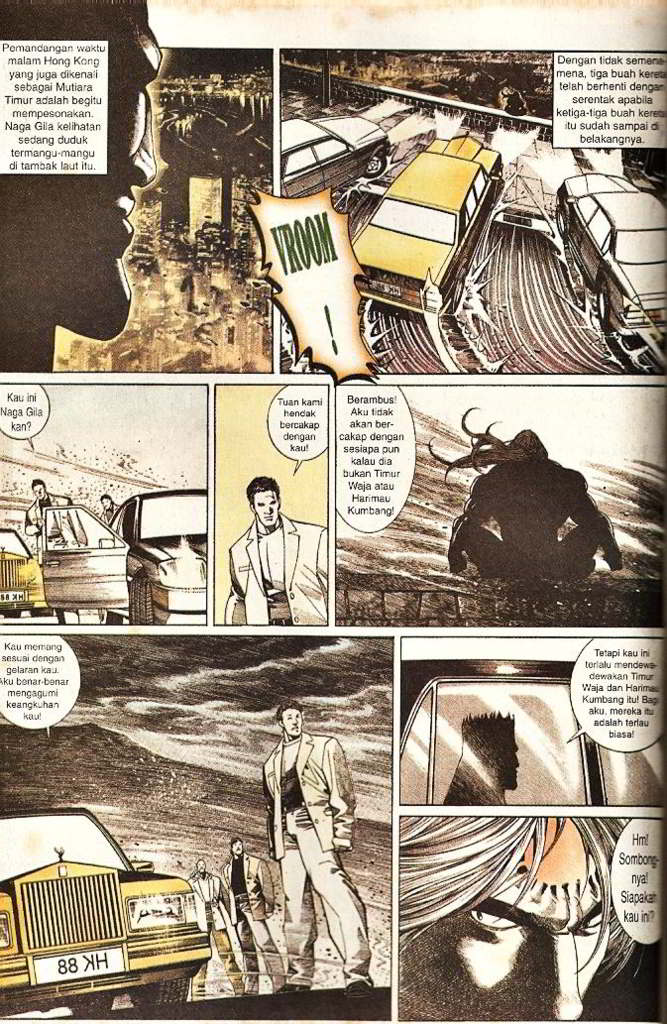 Pemandangan waktu
malam Hong Kong
yang juga dikenali
sebagai Mutiara
Timur adalah begitu
mempesonakan.
Naga Gila kelihatan
sedang duduk
termangu-mangu
di tambak laut itu.
Dengan tidak semena-
mena, tiga buah kereta
telah berhenti dengan
serentak apabila
ketiga-tiga buah kereta
itu sudah sampai di
belakangnya.
VROOM
!
Kau ini
Naga Gila
kan?
Tuan kami
hendak
bercakap
dengan
kau!
Berambus!
Aku tidak
akan ber-
cakap dengan
sesiapa pun
kalau dia
bukan Timur
Waja atau
Harimau
Kumbang!
Kau memang
sesuai dengan
gelaran kau.
Aku benar-benar
mengagumi
keangkuhan
kau!
HK 88
Tetapi kau ini
terlalu mendewa-
dewakan Timur
Waja dan Harimau
Kumbang itu! Bagi
aku, mereka itu
adalah terlau
biasa!
Hm!
Sombong-
nya!
Siapakah
kau ini?